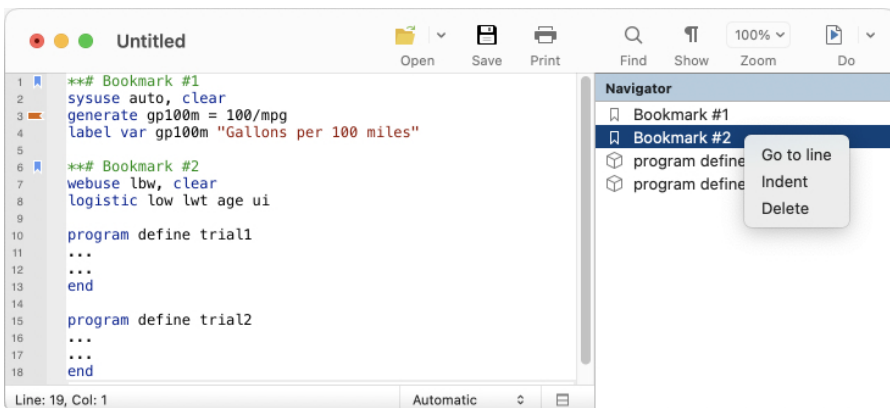 Untitled
Open
Save
Print
Find
Show
100%
Zoom
Do
1 **# Bookmark #1
2 sysuse auto, clear
3 generate gp100m = 100/mpg
4 label var gp100m "Gallons per 100 miles"
5
6 **# Bookmark #2
7 webuse lbw, clear
8 logistic low lwt age ui
9
10 program define trial1
11 ...
12 ...
13 end
14
15 program define trial2
16 ...
17 ...
18 end
Line: 19, Col: 1
Automatic
Navigator
Bookmark #1
Bookmark #2
program define
program define
Go to line
Indent
Delete